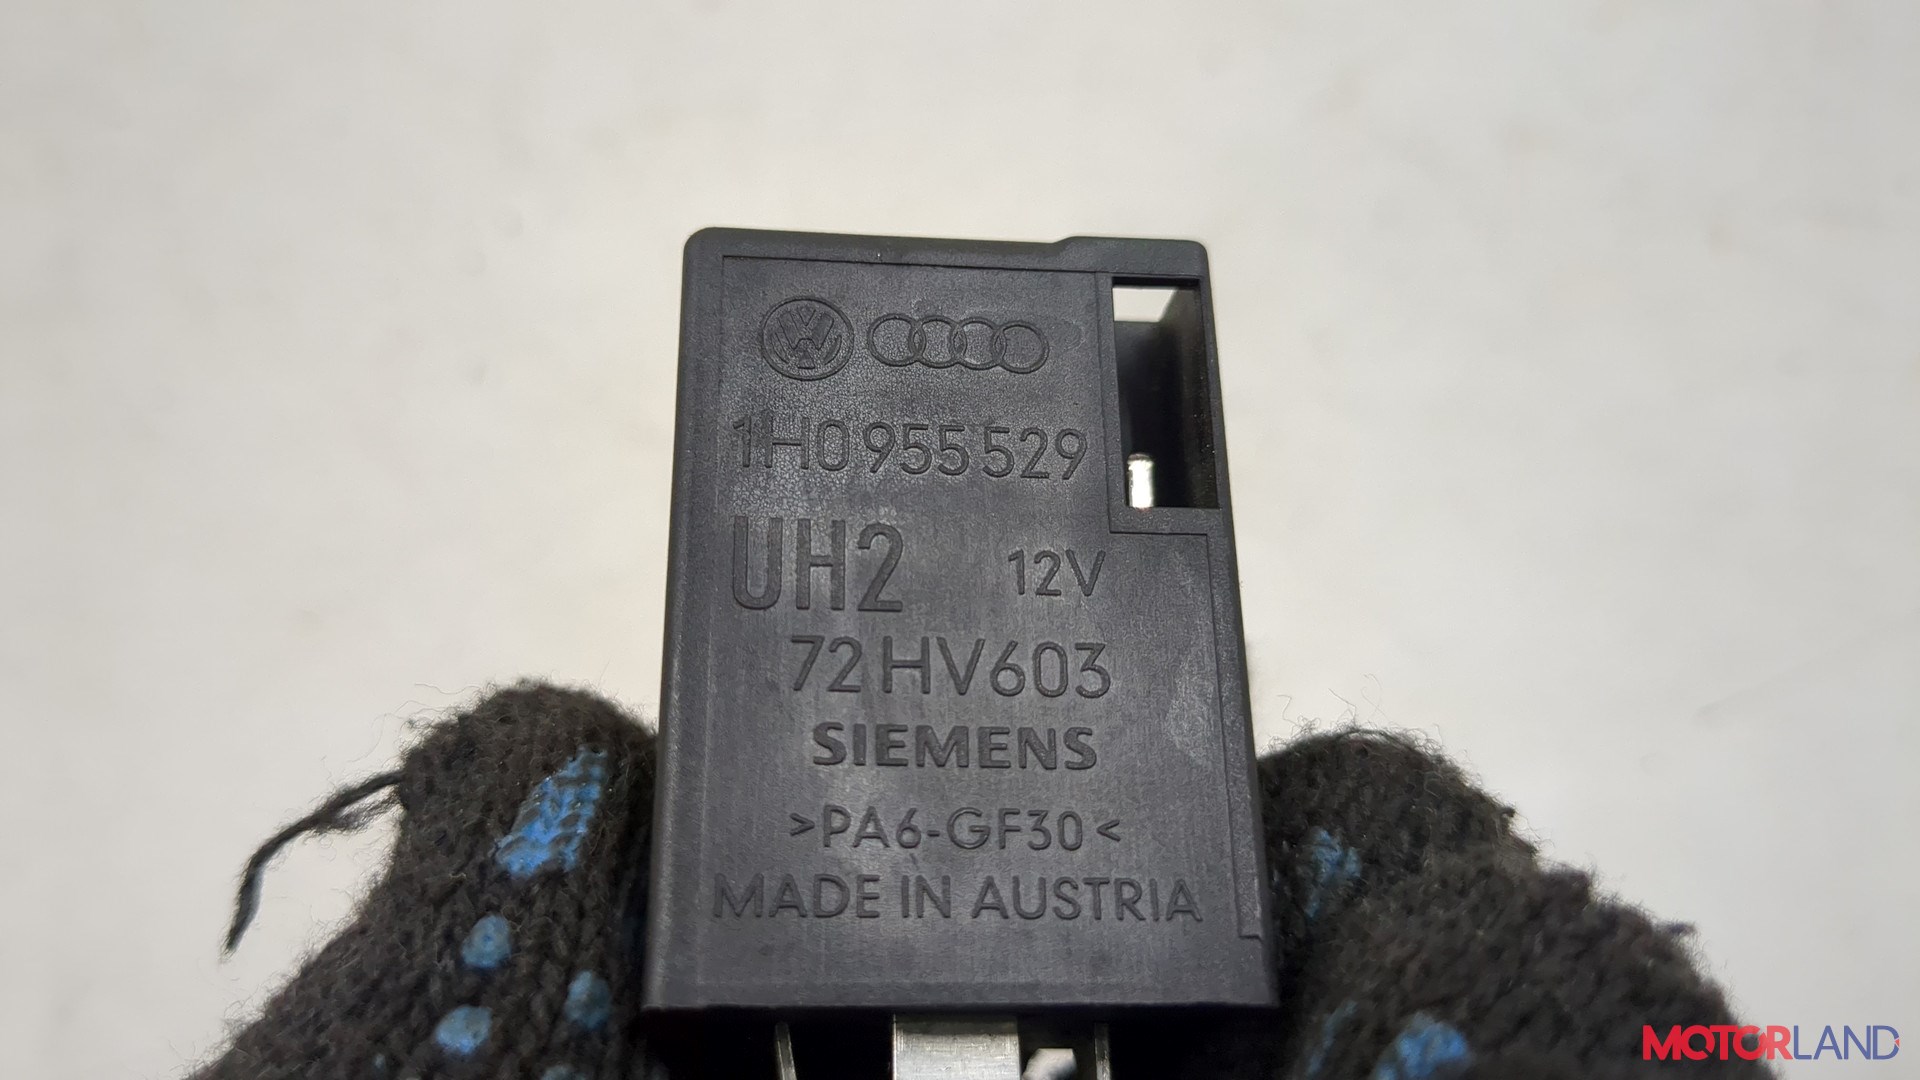 1H0 955 529
UH2 12V
72 HV603
SIEMENS
>PA6-GF30<
MADE IN AUSTRIA
MOTORLAND